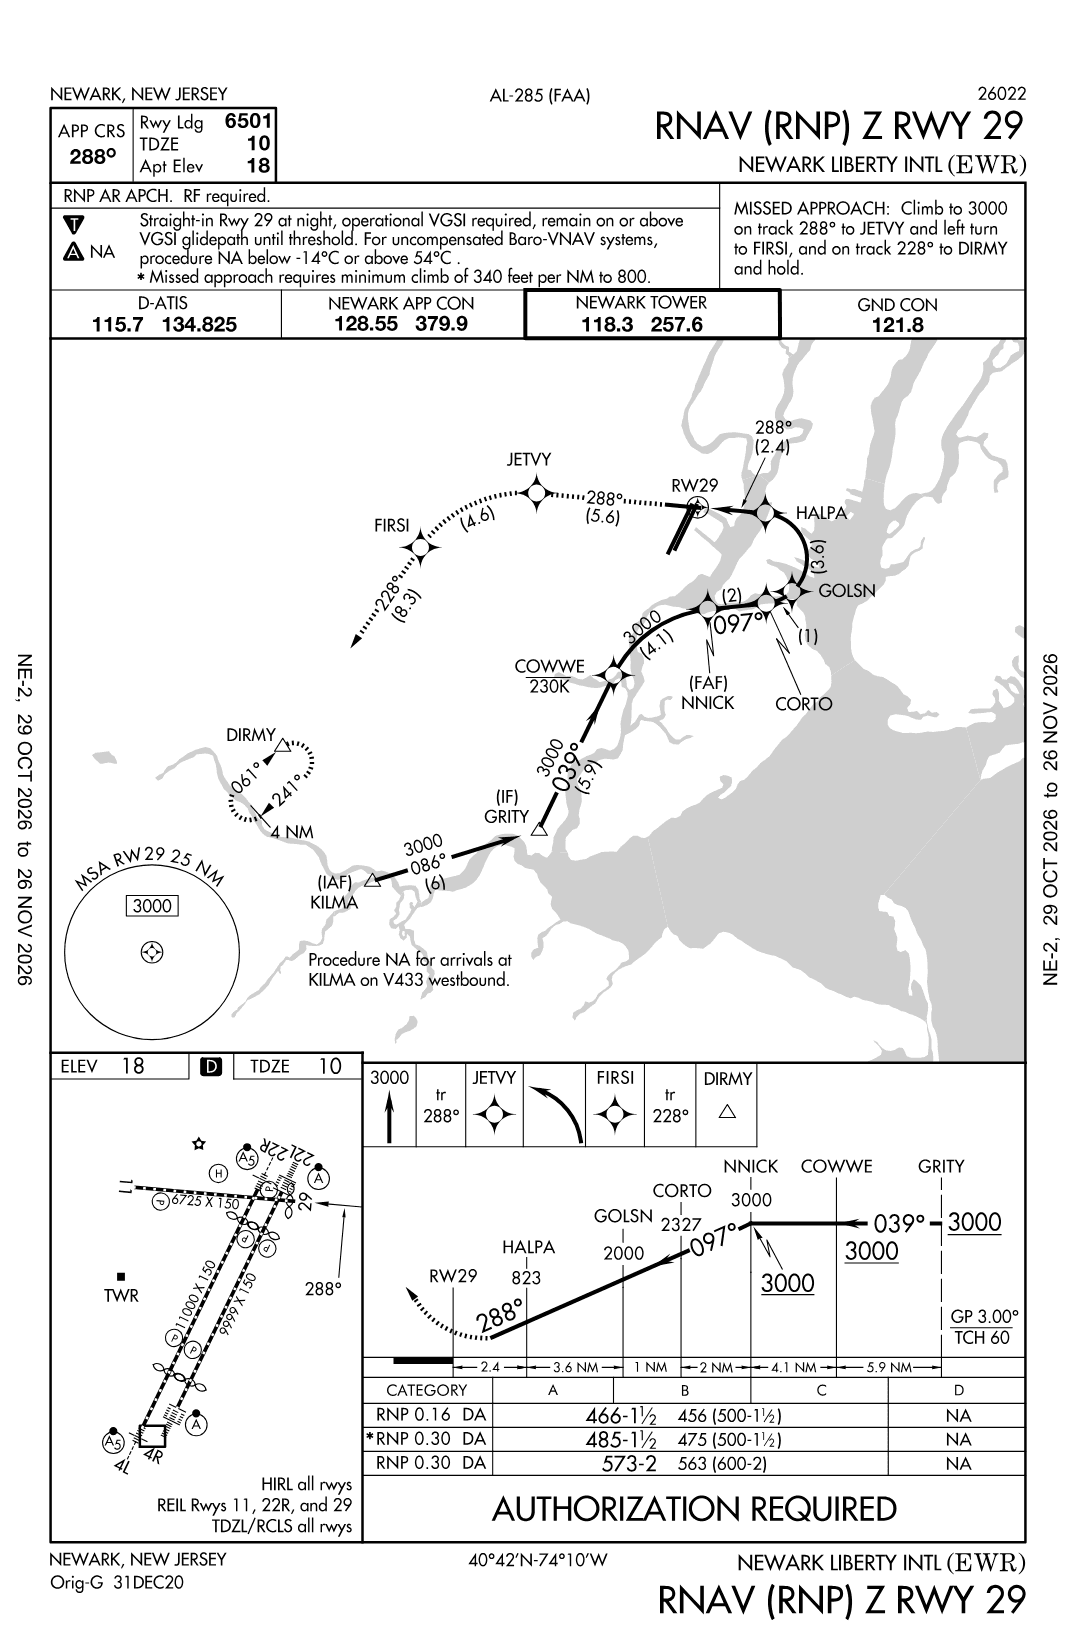 NEWARK, NEW JERSEY
AL-285 (FAA)
26022
RNAV (RNP) Z RWY 29
NEWARK LIBERTY INTL (EWR)
APP CRS
288°
Rwy Ldg 6501
TDZE 10
Apt Elev 18
RNP AR APCH. RF required.
T
A NA
Straight-in Rwy 29 at night, operational VGSI required, remain on or above
VGSI glidepath until threshold. For uncompensated Baro-VNAV systems,
procedure NA below -14°C or above 54°C .
* Missed approach requires minimum climb of 340 feet per NM to 800.
MISSED APPROACH: Climb to 3000
on track 288° to JETVY and left turn
to FIRSI, and on track 228° to DIRMY
and hold.
D-ATIS
115.7 134.825
NEWARK APP CON
128.55 379.9
NEWARK TOWER
118.3 257.6
GND CON
121.8
288°
(2.4)
JETVY
RW29
288°
(5.6)
HALPA
FIRSI
(4.6)
(3.6)
228°
(8.3)
GOLSN
(2)
097°
(1)
3000
(4.1)
COWWE
230K
(FAF)
NNICK
CORTO
DIRMY
061°
241°
4 NM
3000
039°
(5.9)
(IF)
GRITY
3000
086°
(6)
(IAF)
KILMA
MSA RW29 25 NM
3000
Procedure NA for arrivals at
KILMA on V433 westbound.
NE-2, 29 OCT 2026 to 26 NOV 2026
NE-2, 29 OCT 2026 to 26 NOV 2026
ELEV 18
D
TDZE 10
A5
22R
22L
A
H
P
11
6725 X 150
P
29
P
P
288°
TWR
11000 X 150
9999 X 150
P
P
A5
A
4L
4R
HIRL all rwys
REIL Rwys 11, 22R, and 29
TDZL/RCLS all rwys
3000
tr
288°
JETVY
FIRSI
tr
228°
DIRMY
NNICK
COWWE
GRITY
CORTO
3000
GOLSN
2327
097°
039°
3000
3000
HALPA
2000
RW29
823
3000
288°
GP 3.00°
TCH 60
2.4
3.6 NM
1 NM
2 NM
4.1 NM
5.9 NM
CATEGORY A B C D
RNP 0.16 DA 466-1½ 456 (500-1½) NA
*RNP 0.30 DA 485-1½ 475 (500-1½) NA
RNP 0.30 DA 573-2 563 (600-2) NA
AUTHORIZATION REQUIRED
NEWARK, NEW JERSEY
Orig-G 31DEC20
40°42'N-74°10'W
NEWARK LIBERTY INTL (EWR)
RNAV (RNP) Z RWY 29